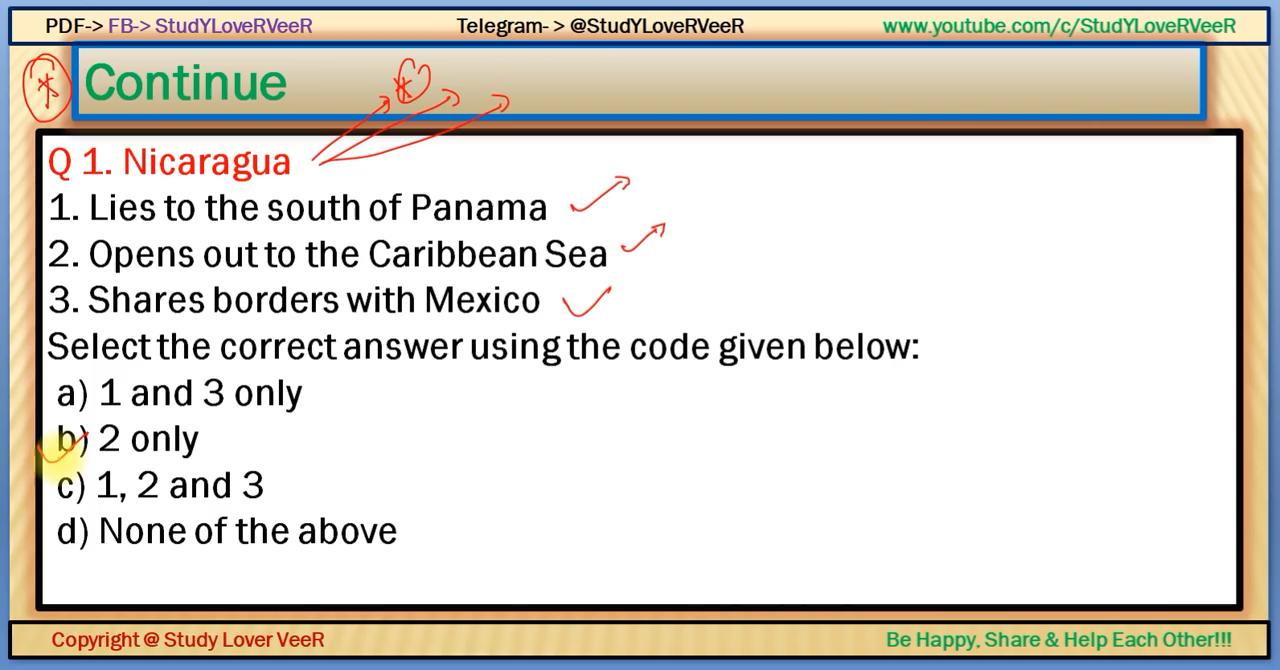 PDF-> FB-> StudYLoveRVeeR Telegram- > @StudYLoveRVeeR www.youtube.com/c/StudYLoveRVeeR
Continue
Q 1. Nicaragua
1. Lies to the south of Panama
2. Opens out to the Caribbean Sea
3. Shares borders with Mexico
Select the correct answer using the code given below:
a) 1 and 3 only
b) 2 only
c) 1, 2 and 3
d) None of the above
Copyright @ Study Lover VeeR Be Happy, Share & Help Each Other!!!